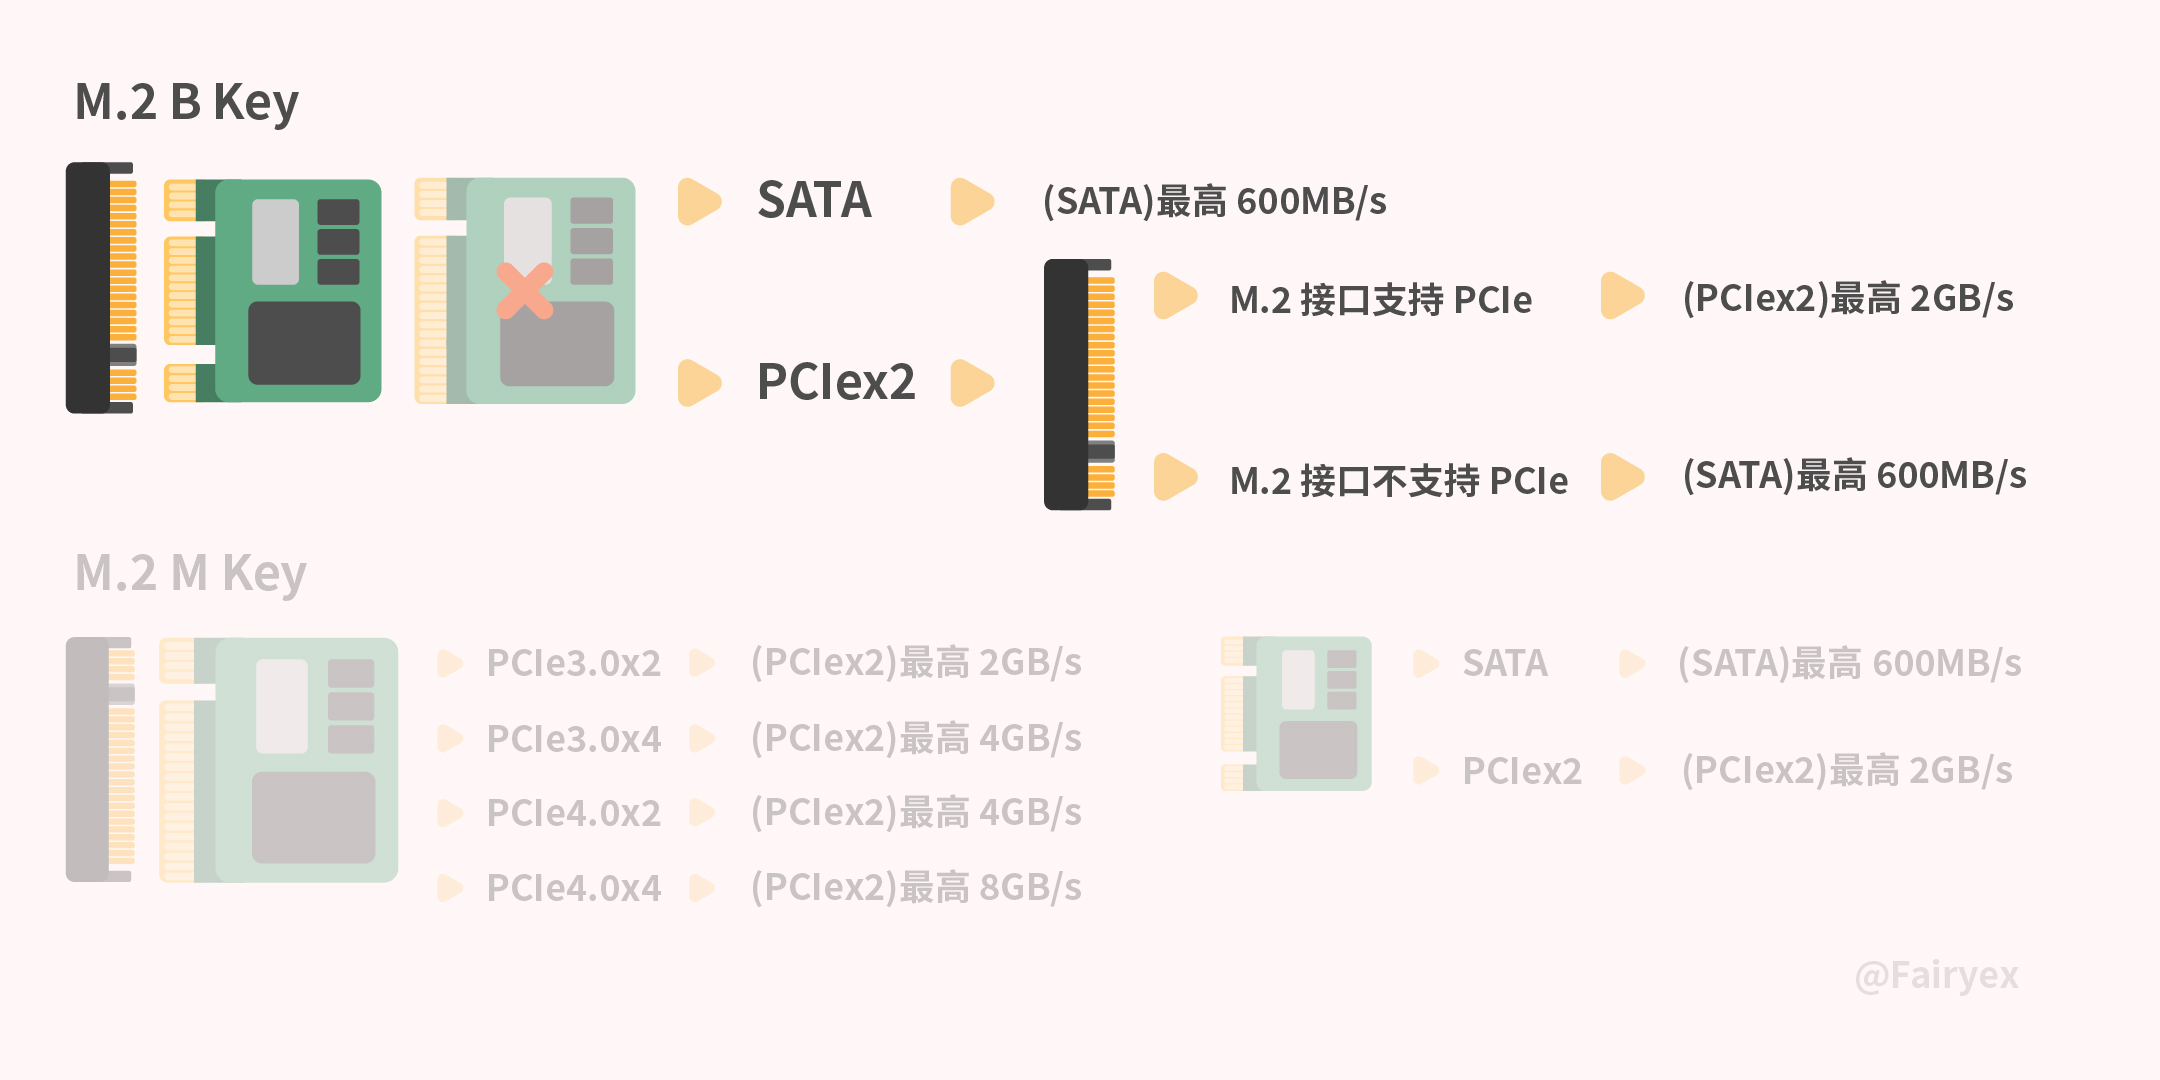 M.2 B Key
SATA
(SATA)最高 600MB/s
M.2 接口支持 PCIe
(PCIex2)最高 2GB/s
PCIex2
M.2 接口不支持 PCIe
(SATA)最高 600MB/s
M.2 M Key
PCIe3.0x2
(PCIex2)最高 2GB/s
PCIe3.0x4
(PCIex2)最高 4GB/s
PCIe4.0x2
(PCIex2)最高 4GB/s
PCIe4.0x4
(PCIex2)最高 8GB/s
SATA
(SATA)最高 600MB/s
PCIex2
(PCIex2)最高 2GB/s
@Fairyex